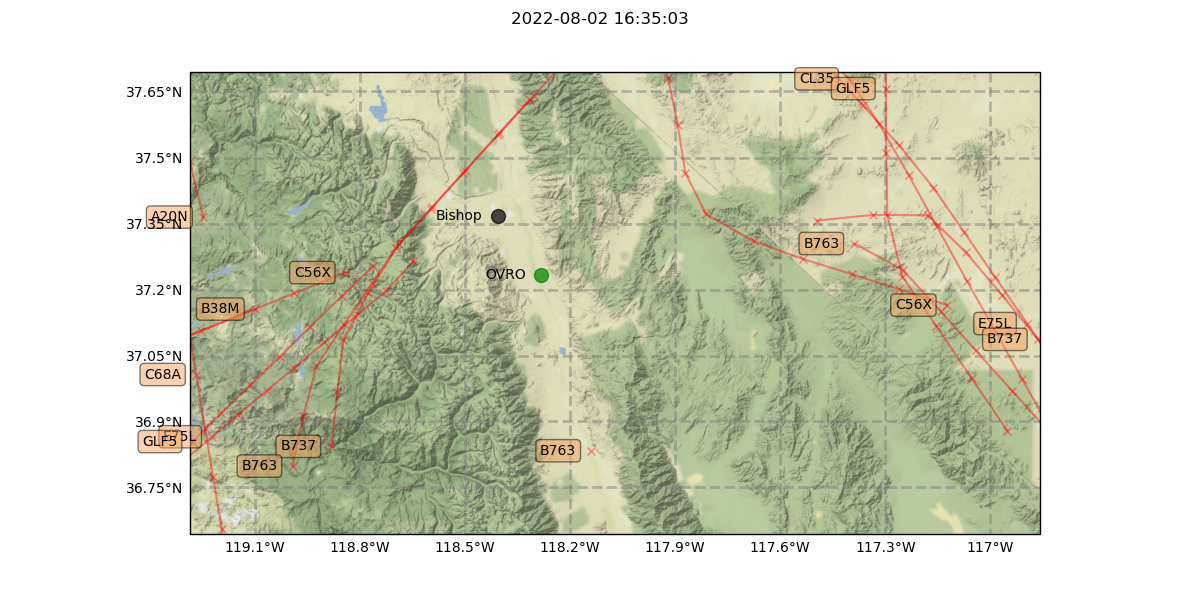 2022-08-02 16:35:03
CL35
37.65°N
GLF5
37.5°N
A20N
37.35°N
Bishop
B763
C56X
OVRO
37.2°N
B38M
C56X
E75L
B737
37.05°N
C68A
36.9°N
E75L
GLF5
B737
B763
B763
36.75°N
119.1°W 118.8°W 118.5°W 118.2°W 117.9°W 117.6°W 117.3°W 117°W